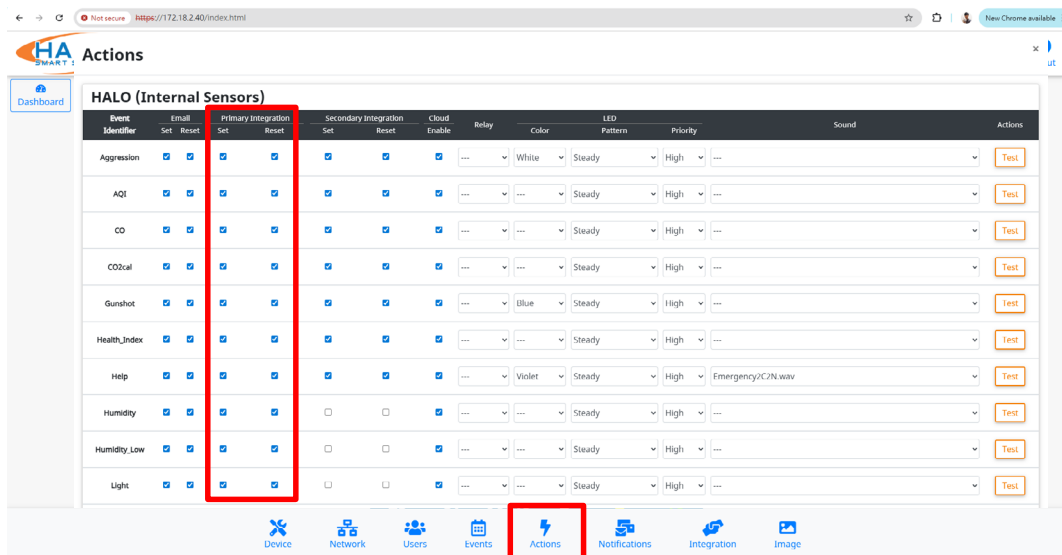 Not secure https://172.18.2.40/index.html New Chrome available
HA
SMART S
Actions
×
ut
Dashboard
HALO (Internal Sensors)
Event Identifier Email Set Reset Primary Integration Set Reset Secondary Integration Set Reset Cloud Enable Relay LED Color Pattern Priority Sound Actions
Aggression --- White Steady High --- Test
AQI --- --- Steady High --- Test
CO --- --- Steady High --- Test
CO2cal --- --- Steady High --- Test
Gunshot --- Blue Steady High --- Test
Health_Index --- --- Steady High --- Test
Help --- Violet Steady High Emergency2C2N.wav Test
Humidity --- --- Steady High --- Test
Humidity_Low --- --- Steady High --- Test
Light --- --- Steady High --- Test
Device Network Users Events Actions Notifications Integration Image